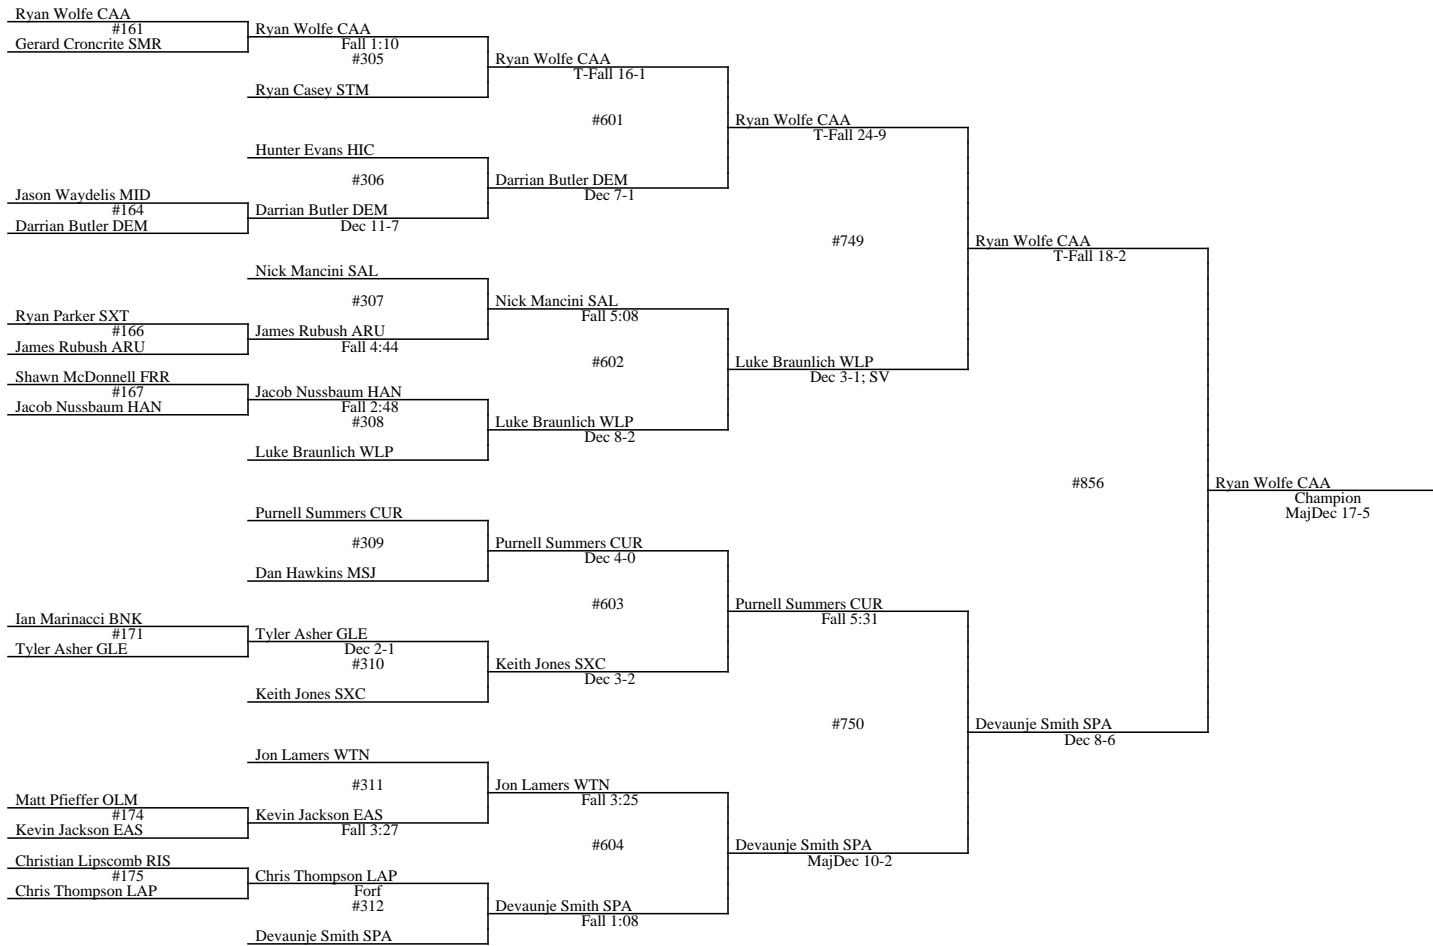 Ryan Wolfe CAA
#161
Gerard Croncrite SMR
Ryan Wolfe CAA
Fall 1:10
#305
Ryan Casey STM
Ryan Wolfe CAA
T-Fall 16-1
#601
Hunter Evans HIC
#306
Jason Waydelis MID
#164
Darrian Butler DEM
Darrian Butler DEM
Dec 11-7
Darrian Butler DEM
Dec 7-1
Ryan Wolfe CAA
T-Fall 24-9
#749
Nick Mancini SAL
#307
Ryan Parker SXT
#166
James Rubush ARU
James Rubush ARU
Fall 4:44
Nick Mancini SAL
Fall 5:08
#602
Shawn McDonnell FRR
#167
Jacob Nussbaum HAN
Jacob Nussbaum HAN
Fall 2:48
#308
Luke Braunlich WLP
Luke Braunlich WLP
Dec 8-2
Luke Braunlich WLP
Dec 3-1; SV
Ryan Wolfe CAA
T-Fall 18-2
#856
Purnell Summers CUR
#309
Dan Hawkins MSJ
Purnell Summers CUR
Dec 4-0
#603
Ian Marinacci BNK
#171
Tyler Asher GLE
Tyler Asher GLE
Dec 2-1
#310
Keith Jones SXC
Keith Jones SXC
Dec 3-2
Purnell Summers CUR
Fall 5:31
#750
Jon Lamers WTN
#311
Matt Pfieffer OLM
#174
Kevin Jackson EAS
Kevin Jackson EAS
Fall 3:27
Jon Lamers WTN
Fall 3:25
#604
Christian Lipscomb RIS
#175
Chris Thompson LAP
Chris Thompson LAP
Forf
#312
Devaunje Smith SPA
Devaunje Smith SPA
Fall 1:08
Devaunje Smith SPA
MajDec 10-2
Devaunje Smith SPA
Dec 8-6
Ryan Wolfe CAA
Champion
MajDec 17-5